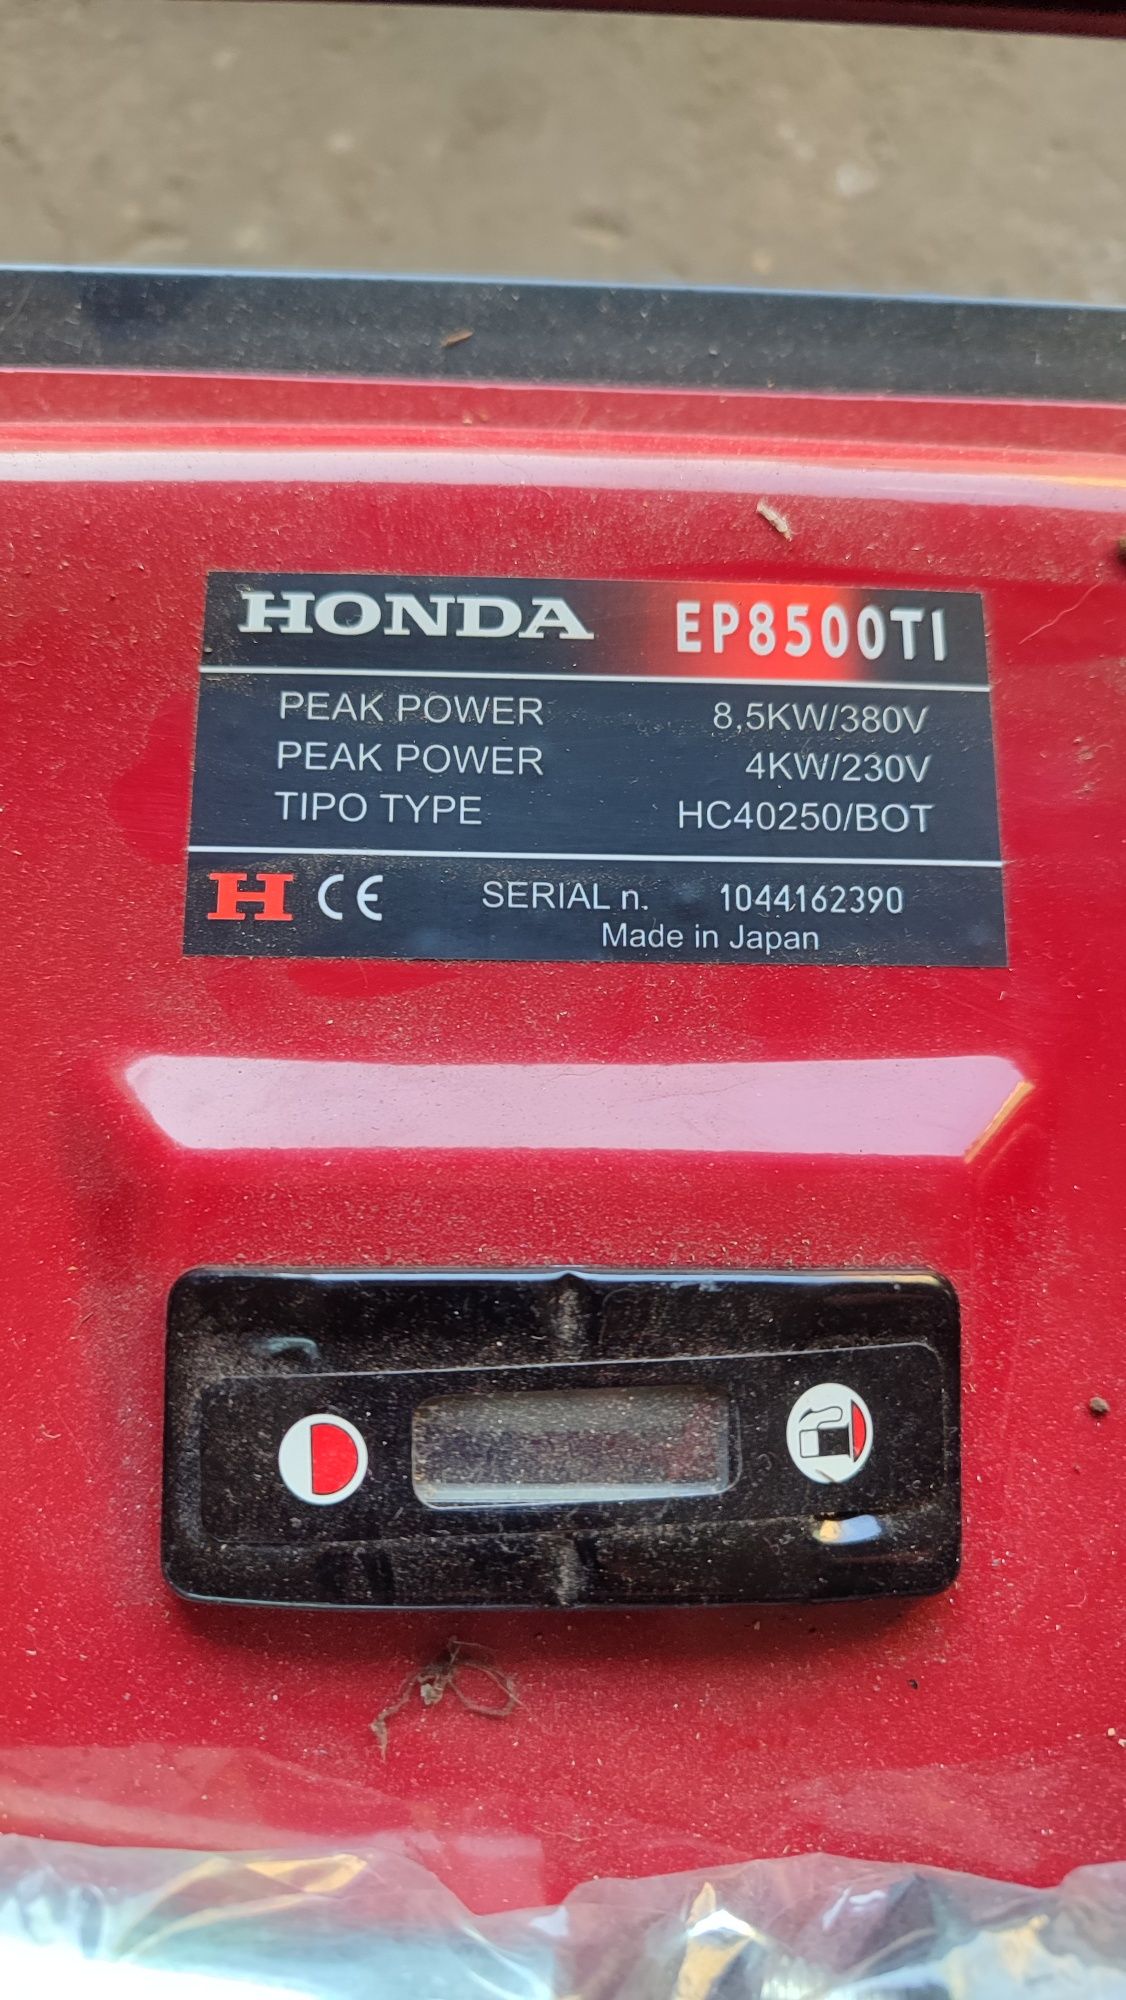 HONDA EP8500TI
PEAK POWER 8,5KW/380V
PEAK POWER 4KW/230V
TIPO TYPE HC40250/BOT
H CE SERIAL n. 1044162390
Made in Japan